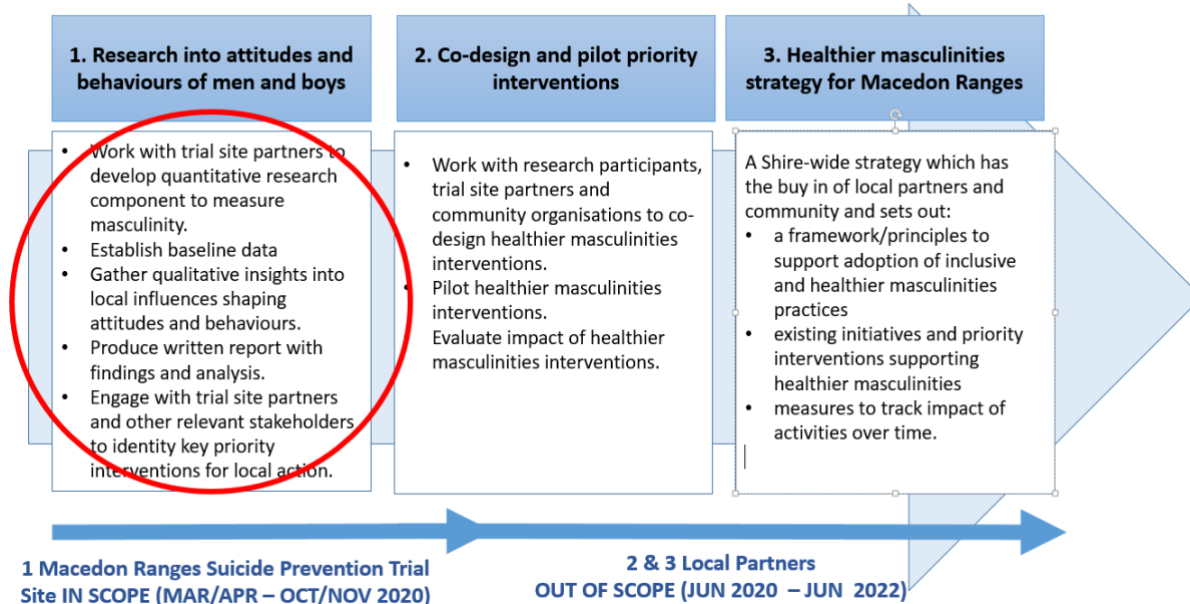 1. Research into attitudes and
behaviours of men and boys
• Work with trial site partners to
develop quantitative research
component to measure
masculinity.
• Establish baseline data
• Gather qualitative insights into
local influences shaping
attitudes and behaviours.
• Produce written report with
findings and analysis.
• Engage with trial site partners
and other relevant stakeholders
to identity key priority
interventions for local action.
2. Co-design and pilot priority
interventions
• Work with research participants,
trial site partners and
community organisations to co-
design healthier masculinities
interventions.
• Pilot healthier masculinities
interventions.
Evaluate impact of healthier
masculinities interventions.
3. Healthier masculinities
strategy for Macedon Ranges
A Shire-wide strategy which has
the buy in of local partners and
community and sets out:
• a framework/principles to
support adoption of inclusive
and healthier masculinities
practices
• existing initiatives and priority
interventions supporting
healthier masculinities
• measures to track impact of
activities over time.
1 Macedon Ranges Suicide Prevention Trial
Site IN SCOPE (MAR/APR – OCT/NOV 2020)
2 & 3 Local Partners
OUT OF SCOPE (JUN 2020 – JUN 2022)